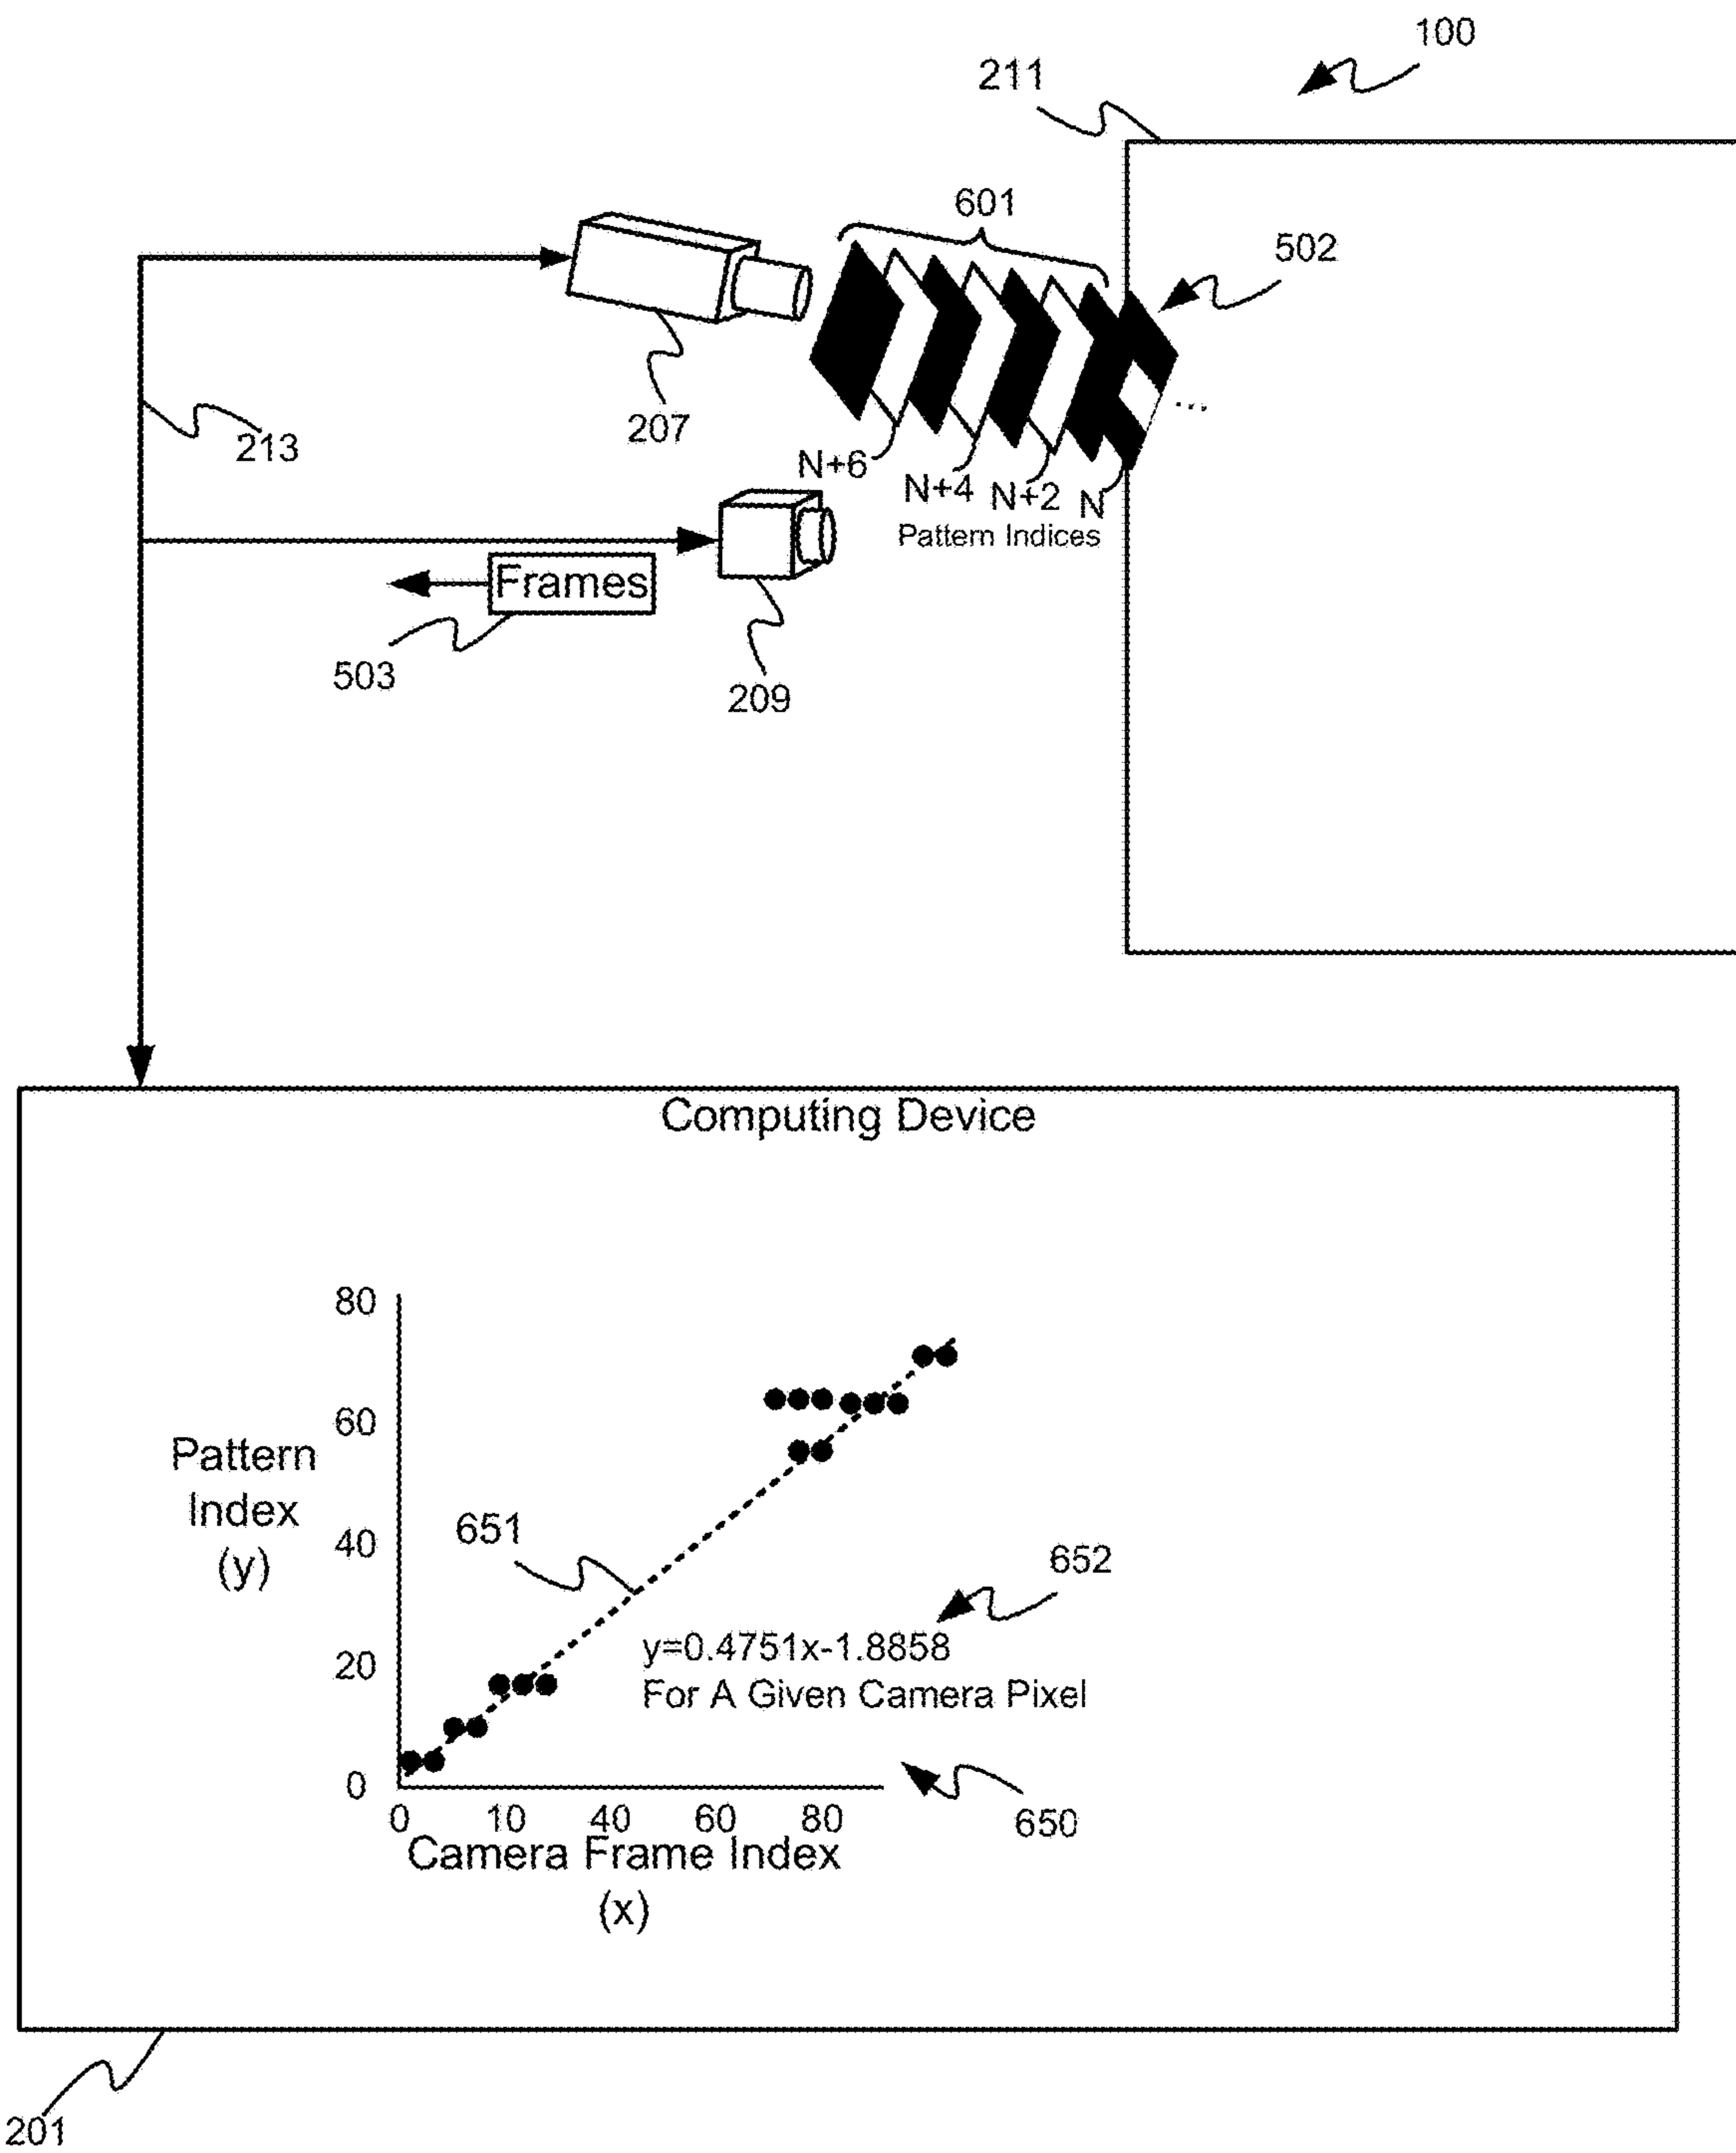 100
211
601
502
207
213
N+6
N+4
N+2
N
Pattern Indices
Frames
503
209
Computing Device
80
60
Pattern
Index
(y)
40
651
652
y=0.4751x-1.8858
For A Given Camera Pixel
20
0
0 10 40 60 80
650
Camera Frame Index
(x)
201